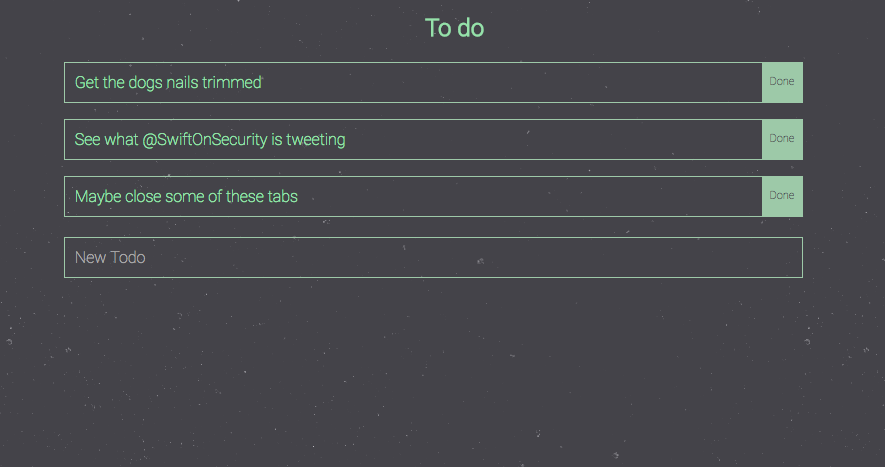 To do
Get the dogs nails trimmed
Done
See what @SwiftOnSecurity is tweeting
Done
Maybe close some of these tabs
Done
New Todo